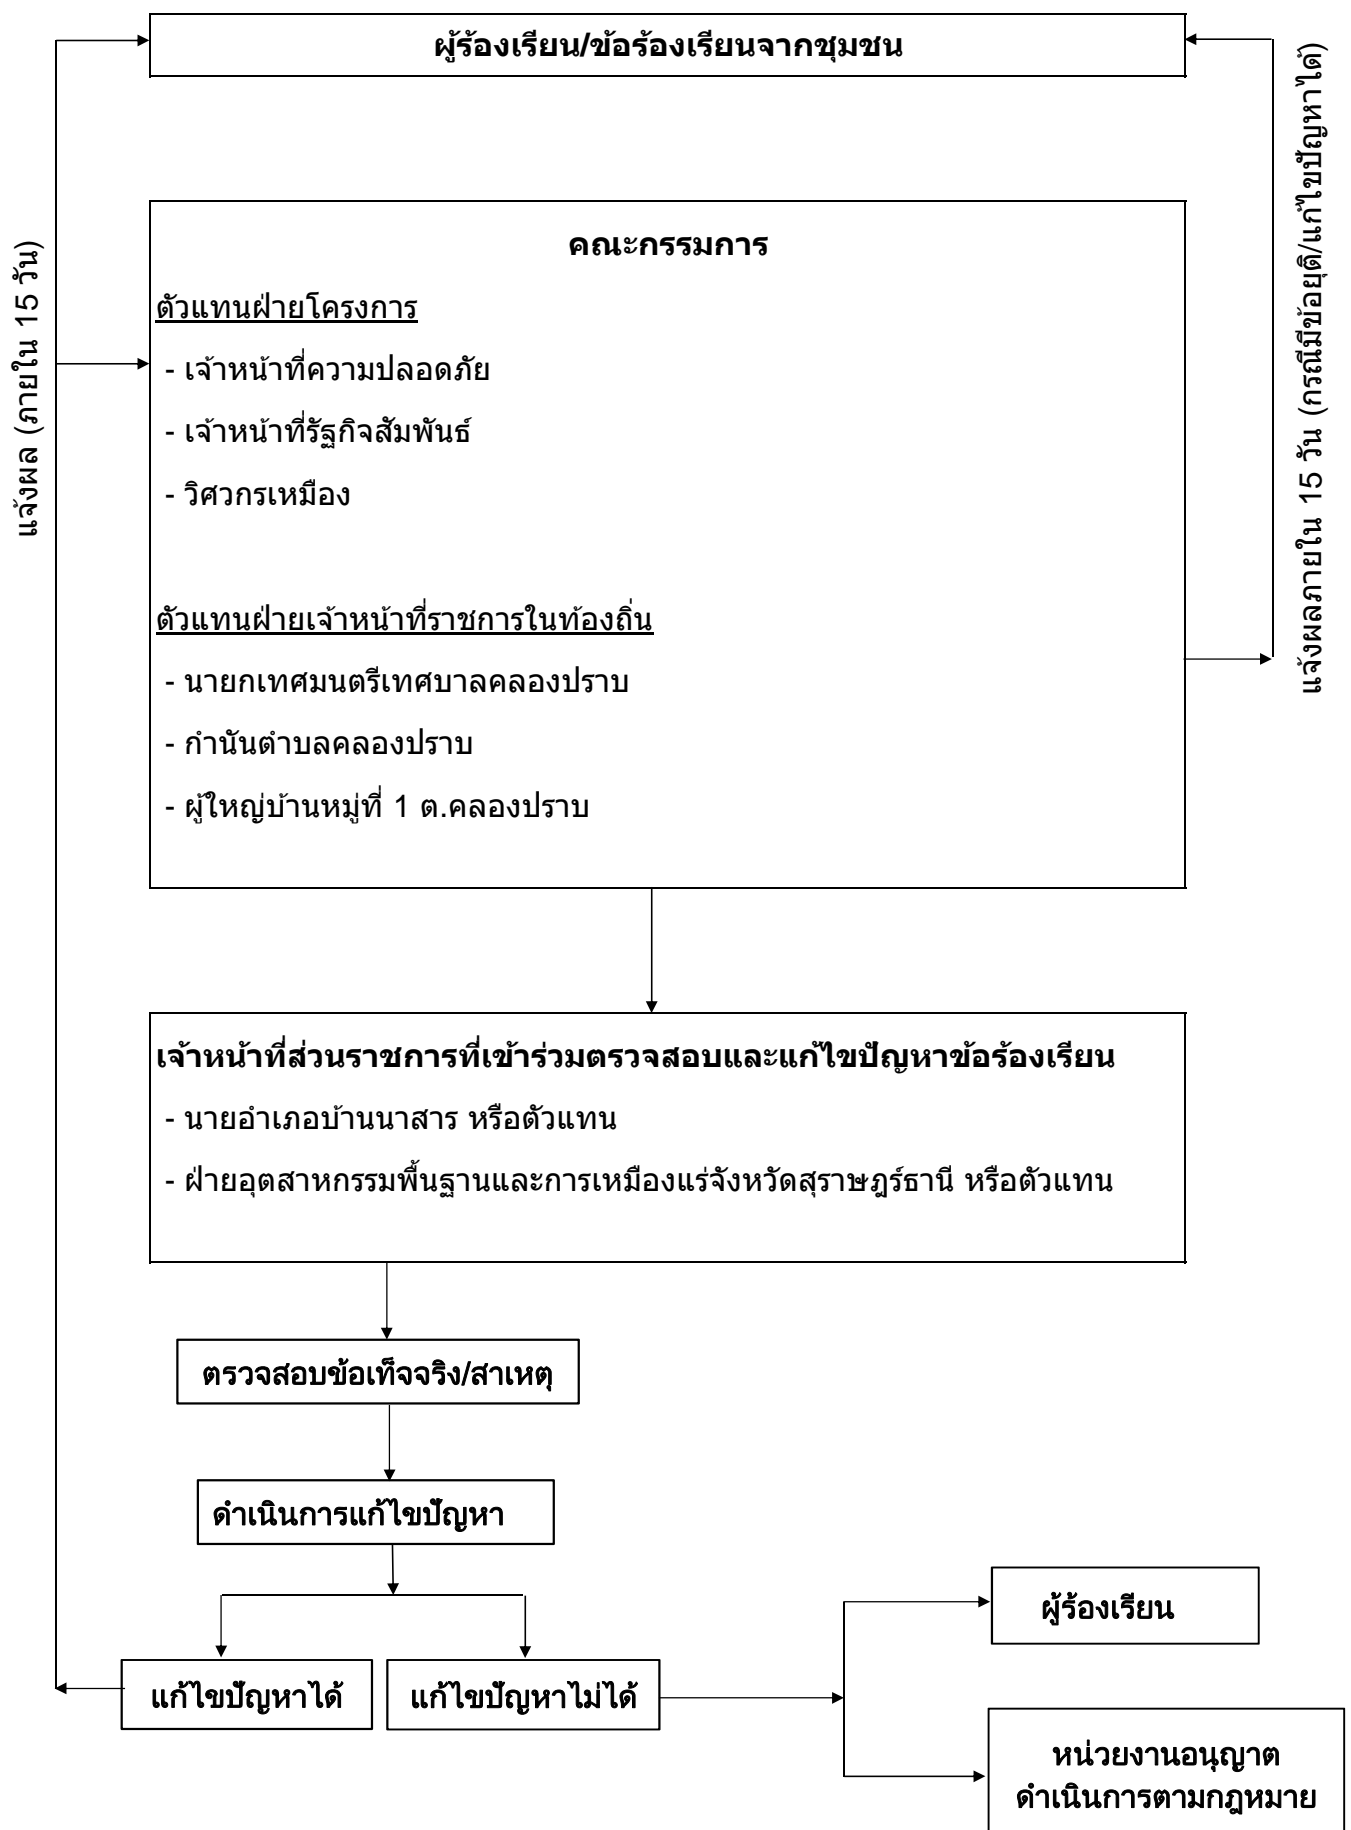 ผู้ร้องเรียน/ข้อร้องเรียนจากชุมชน
แจ้งผล (ภายใน 15 วัน)
แจ้งผลภายใน 15 วัน (กรณีมีข้อยุติ/แก้ไขปัญหาได้)
คณะกรรมการ
ตัวแทนฝ่ายโครงการ
- เจ้าหน้าที่ความปลอดภัย
- เจ้าหน้าที่รัฐกิจสัมพันธ์
- วิศวกรเหมือง
ตัวแทนฝ่ายเจ้าหน้าที่ราชการในท้องถิ่น
- นายกเทศมนตรีเทศบาลคลองปราบ
- กำนันตำบลคลองปราบ
- ผู้ใหญ่บ้านหมู่ที่ 1 ต.คลองปราบ
เจ้าหน้าที่ส่วนราชการที่เข้าร่วมตรวจสอบและแก้ไขปัญหาข้อร้องเรียน
- นายอำเภอบ้านนาสาร หรือตัวแทน
- ฝ่ายอุตสาหกรรมพื้นฐานและการเหมืองแร่จังหวัดสุราษฎร์ธานี หรือตัวแทน
ตรวจสอบข้อเท็จจริง/สาเหตุ
ดำเนินการแก้ไขปัญหา
แก้ไขปัญหาได้
แก้ไขปัญหาไม่ได้
ผู้ร้องเรียน
หน่วยงานอนุญาต
ดำเนินการตามกฎหมาย